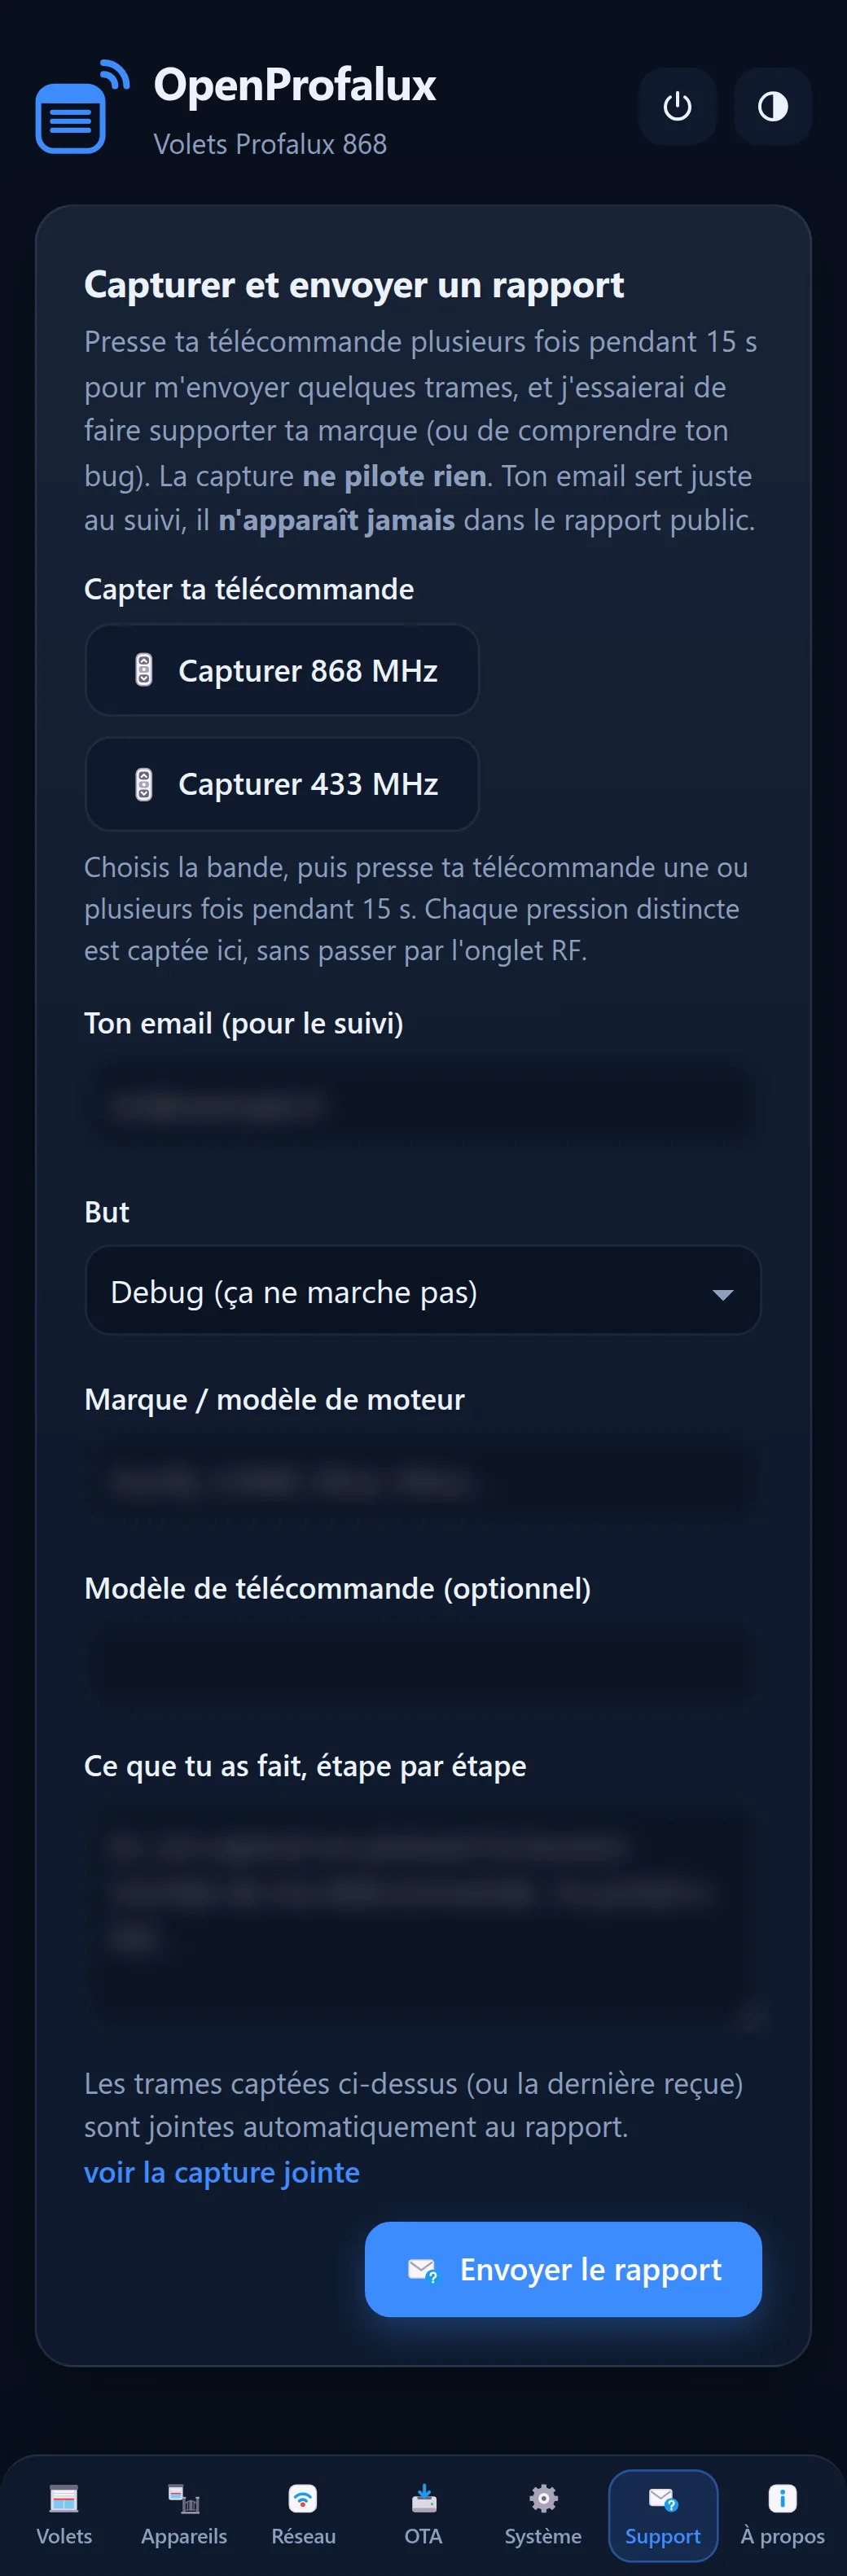 OpenProfalux
Volets Profalux 868
Capturer et envoyer un rapport
Presse ta télécommande plusieurs fois pendant 15 s
pour m'envoyer quelques trames, et j'essaierai de
faire supporter ta marque (ou de comprendre ton
bug). La capture ne pilote rien. Ton email sert juste
au suivi, il n'apparaît jamais dans le rapport public.
Capter ta télécommande
Capturer 868 MHz
Capturer 433 MHz
Choisis la bande, puis presse ta télécommande une ou
plusieurs fois pendant 15 s. Chaque pression distincte
est captée ici, sans passer par l'onglet RF.
Ton email (pour le suivi)
But
Debug (ça ne marche pas)
Marque / modèle de moteur
Modèle de télécommande (optionnel)
Ce que tu as fait, étape par étape
Les trames captées ci-dessus (ou la dernière reçue)
sont jointes automatiquement au rapport.
voir la capture jointe
Envoyer le rapport
Volets Appareils Réseau OTA Système Support À propos